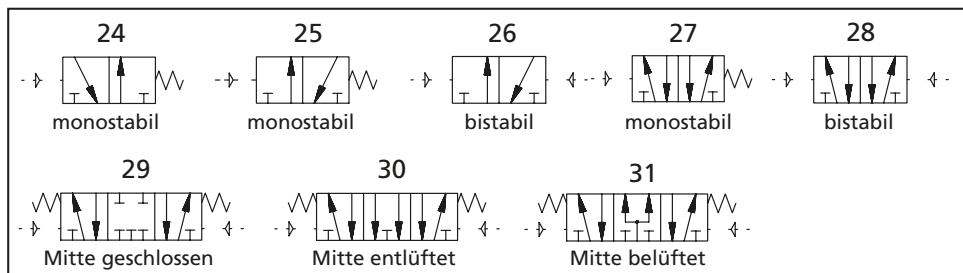 24 25 26 27 28
monostabil monostabil bistabil monostabil bistabil
29 30 31
Mitte geschlossen Mitte entlüftet Mitte belüftet